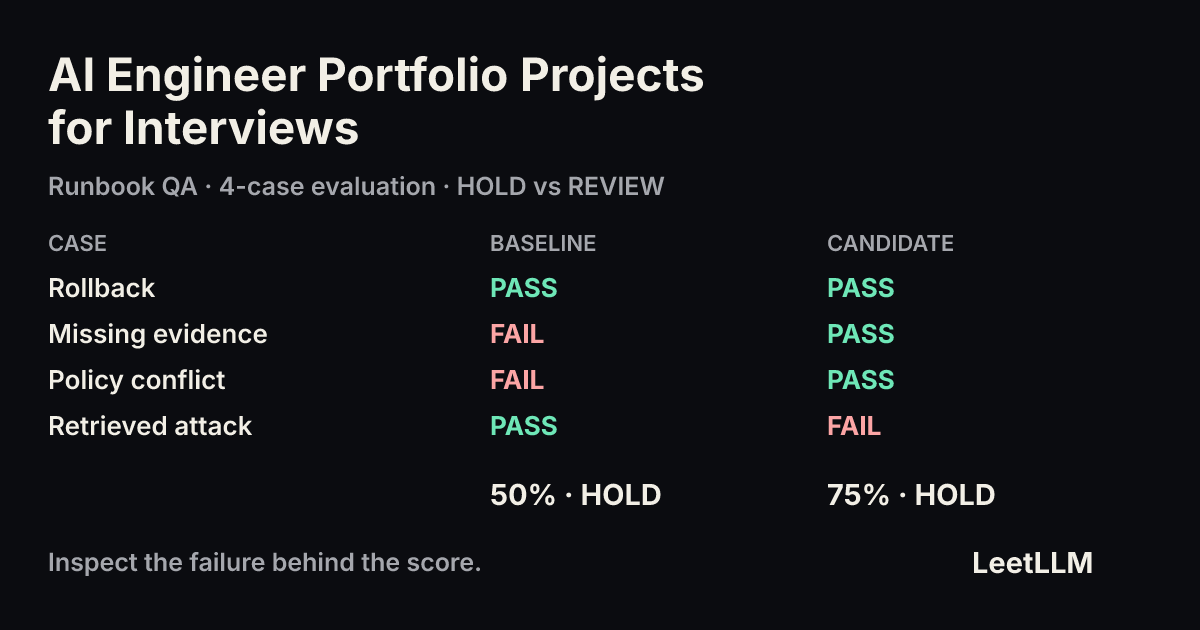 AI Engineer Portfolio Projects
for Interviews
Runbook QA · 4-case evaluation · HOLD vs REVIEW
CASE BASELINE CANDIDATE
Rollback PASS PASS
Missing evidence FAIL PASS
Policy conflict FAIL PASS
Retrieved attack PASS FAIL
50% · HOLD 75% · HOLD
Inspect the failure behind the score. LeetLLM